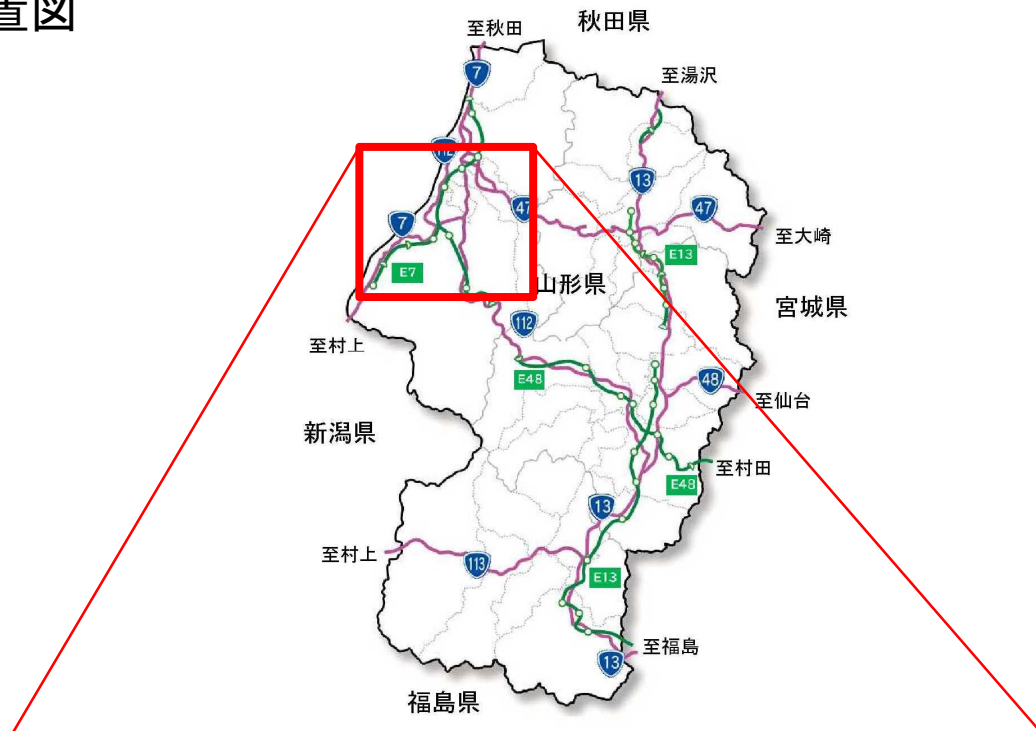 置図
至秋田
秋田県
7
至湯沢
112
13
7
47
47
至大崎
E7
E13
山形県
宮城県
112
至村上
E48
48
至仙台
新潟県
至村田
E48
13
至村上
113
E13
至福島
13
福島県